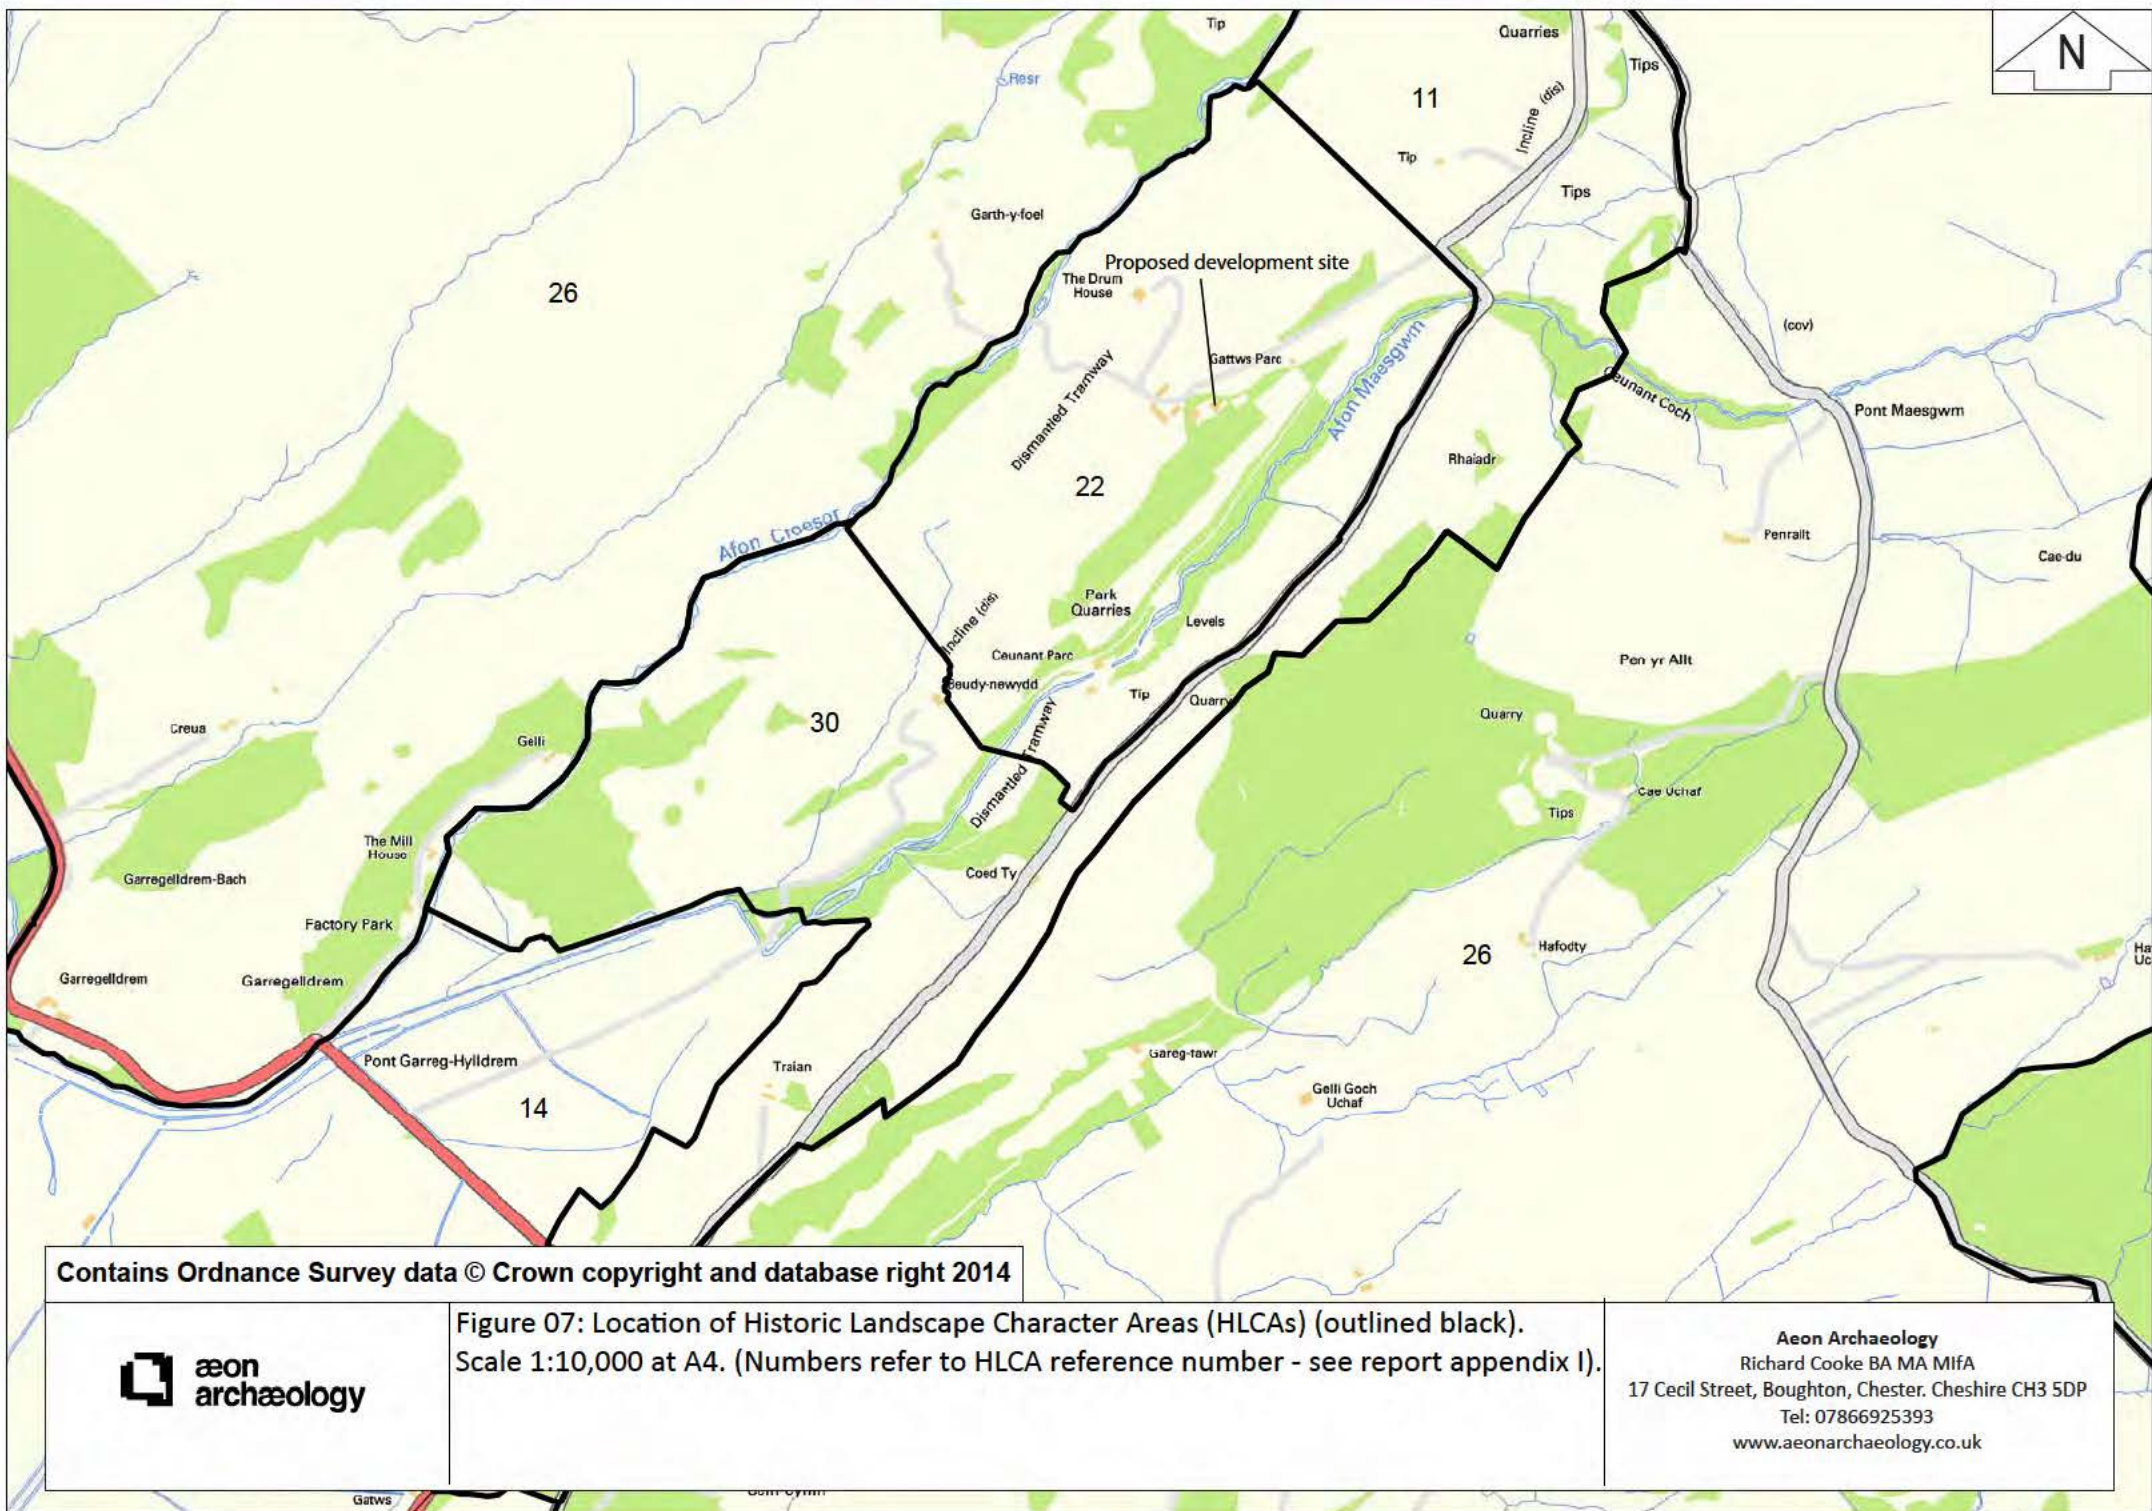 Tip
Quarries
Tips
N
Resr
11
Incline (dis)
Tip
Tips
Garth-y-foel
26
Proposed development site
The Drum
House
(cov)
Gattws Parc
Dismantled Tramway
Afon Maesgwm
Ceunant Coch
Pont Maesgwm
Rhaiadr
22
Afon Croesor
Penrallt
Cae-du
Park
Quarries
Incline (dis)
Levels
Ceunant Parc
Pen yr Allt
Beudy-newydd
Tip
Quarry
Quarry
30
Creua
Gelli
Dismantled Tramway
Cae Uchaf
Tips
The Mill
House
Coed Ty
Garregelldrem-Bach
Factory Park
26
Hafodty
Ha
Uc
Garregelldrem
Garregelldrem
Pont Garreg-Hylldrem
Traian
Gareg-fawr
14
Gelli Goch
Uchaf
Contains Ordnance Survey data © Crown copyright and database right 2014
æon
archæology
Figure 07: Location of Historic Landscape Character Areas (HLCAs) (outlined black).
Scale 1:10,000 at A4. (Numbers refer to HLCA reference number - see report appendix I).
Aeon Archaeology
Richard Cooke BA MA MIfA
17 Cecil Street, Boughton, Chester. Cheshire CH3 5DP
Tel: 07866925393
www.aeonarchaeology.co.uk
Gatws